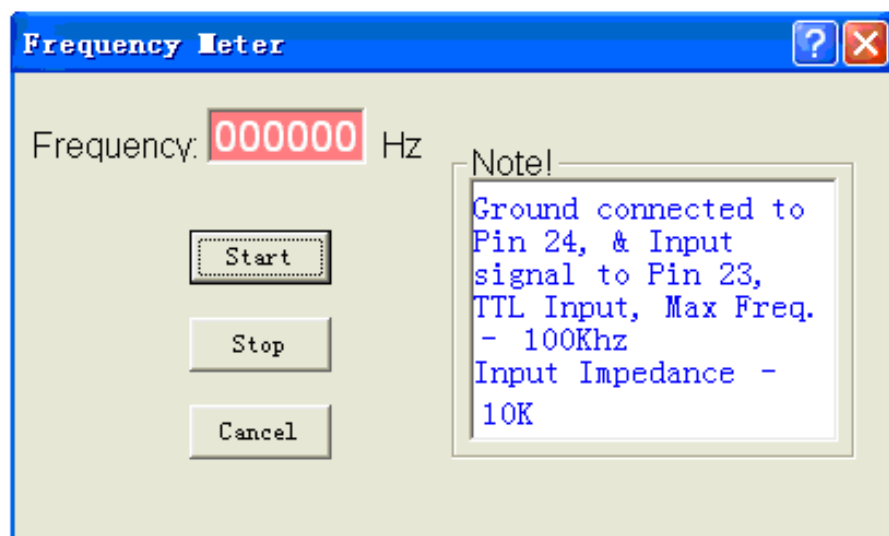 Frequency Meter
Frequency: 000000 Hz
Note!
Ground connected to
Pin 24, & Input
signal to Pin 23,
TTL Input, Max Freq.
- 100Khz
Input Impedance -
10K
Start
Stop
Cancel